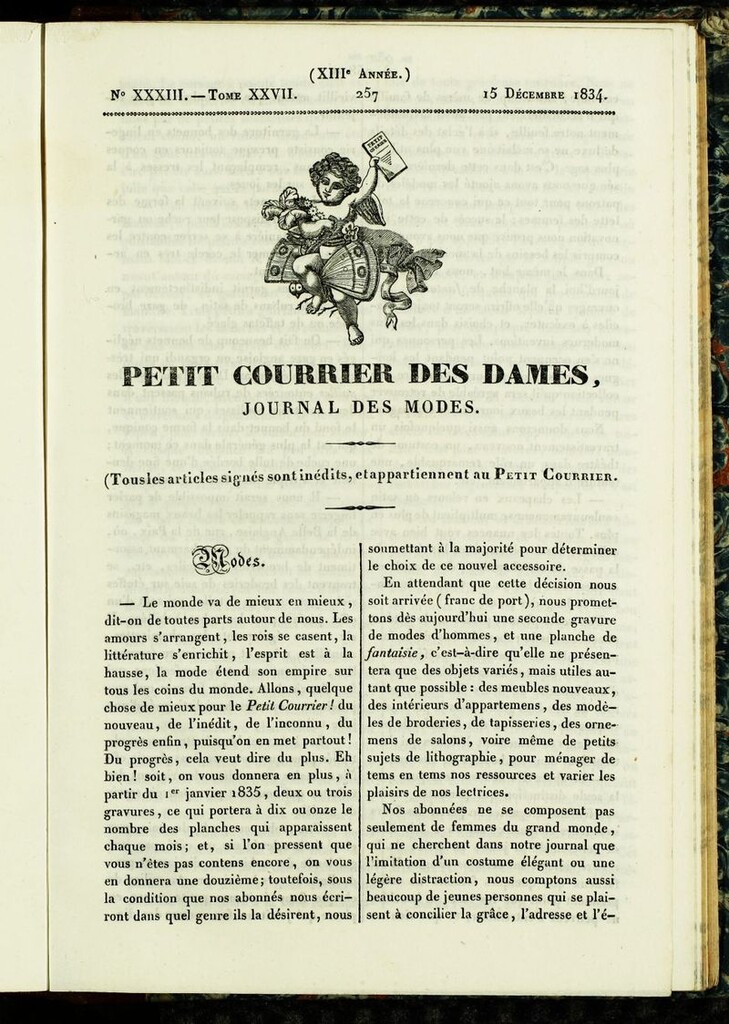 (XIIIe Année.)
No XXXIII.—Tome XXVII. 257 15 Décembre 1834.
PETIT COURRIER DES DAMES,
JOURNAL DES MODES.
(Tous les articles signés sont inédits, et appartiennent au Petit Courrier.
Modes.
— Le monde va de mieux en mieux,
dit-on de toutes parts autour de nous. Les
amours s'arrangent, les rois se casent, la
littérature s'enrichit, l'esprit est à la
hausse, la mode étend son empire sur
tous les coins du monde. Allons, quelque
chose de mieux pour le Petit Courrier! du
nouveau, de l'inédit, de l'inconnu, du
progrès enfin, puisqu'on en met partout!
Du progrès, cela veut dire du plus. Eh
bien! soit, on vous donnera en plus, à
partir du 1er janvier 1835, deux ou trois
gravures, ce qui portera à dix ou onze le
nombre des planches qui apparaissent
chaque mois; et, si l'on pressent que
vous n'êtes pas contens encore, on vous
en donnera une douzième; toutefois, sous
la condition que nos abonnés nous écri-
ront dans quel genre ils la désirent, nous
soumettant à la majorité pour déterminer
le choix de ce nouvel accessoire.
En attendant que cette décision nous
soit arrivée (franc de port), nous promet-
tons dès aujourd'hui une seconde gravure
de modes d'hommes, et une planche de
fantaisie, c'est-à-dire qu'elle ne présen-
tera que des objets variés, mais utiles au-
tant que possible: des meubles nouveaux,
des intérieurs d'appartemens, des modè-
les de broderies, de tapisseries, des orne-
mens de salons, voire même de petits
sujets de lithographie, pour ménager de
tems en tems nos ressources et varier les
plaisirs de nos lectrices.
Nos abonnées ne se composent pas
seulement de femmes du grand monde,
qui ne cherchent dans notre journal que
l'imitation d'un costume élégant ou une
légère distraction, nous comptons aussi
beaucoup de jeunes personnes qui se plai-
sent à concilier la grâce, l'adresse et l'é-